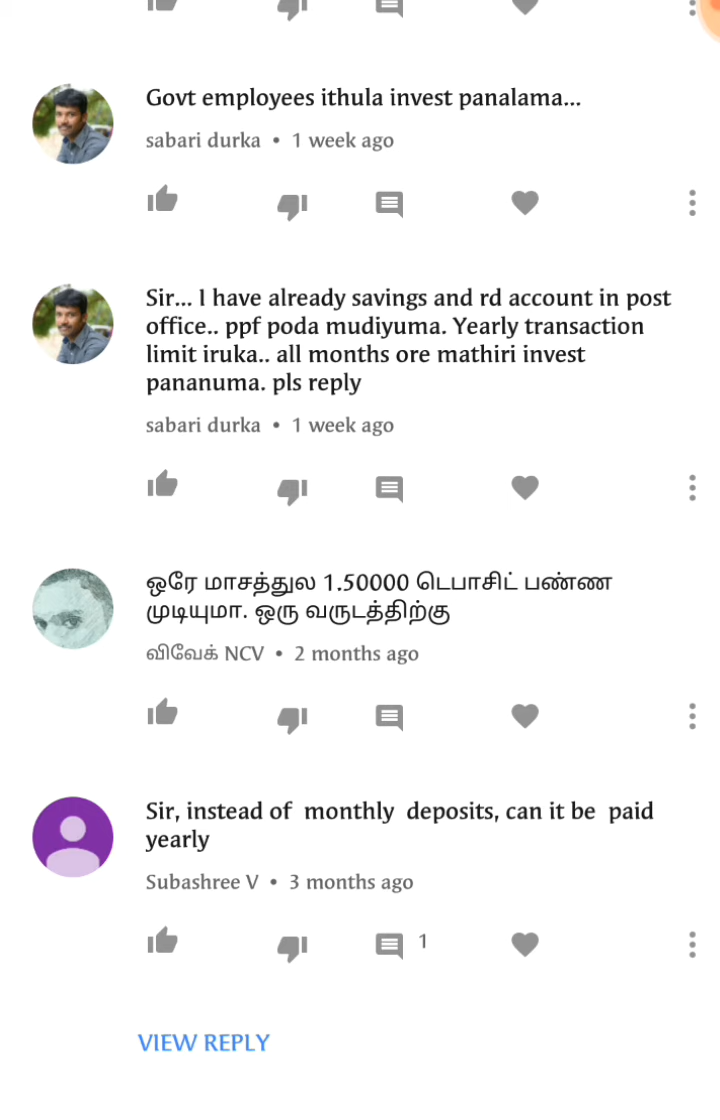 Govt employees ithula invest panalama...
sabari durka • 1 week ago
Sir... I have already savings and rd account in post
office.. ppf poda mudiyuma. Yearly transaction
limit iruka.. all months ore mathiri invest
pananuma. pls reply
sabari durka • 1 week ago
ஒரே மாசத்துல 1.50000 டெபாசிட் பண்ண
முடியுமா. ஒரு வருடத்திற்கு
விவேக் NCV • 2 months ago
Sir, instead of monthly deposits, can it be paid
yearly
Subashree V • 3 months ago
1
VIEW REPLY